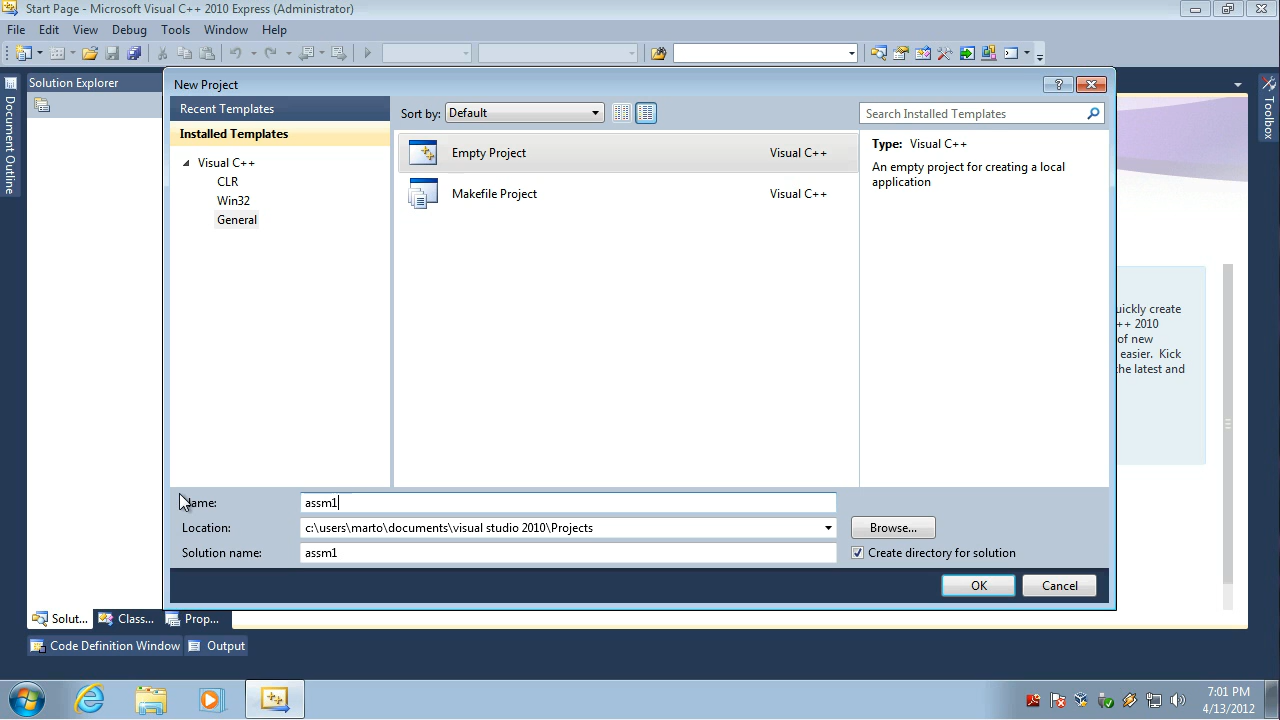 Start Page - Microsoft Visual C++ 2010 Express (Administrator)
File Edit View Debug Tools Window Help
Solution Explorer
Document Outline
Toolbox
New Project
Recent Templates
Installed Templates
Visual C++
CLR
Win32
General
Sort by: Default
Search Installed Templates
Empty Project Visual C++
Makefile Project Visual C++
Type: Visual C++
An empty project for creating a local
application
uickly create
++ 2010
of new
easier. Kick
the latest and
Name: assm1
Location: c:\users\marto\documents\visual studio 2010\Projects
Browse...
Solution name: assm1
Create directory for solution
OK Cancel
Solut... Class... Prop...
Code Definition Window Output
7:01 PM
4/13/2012